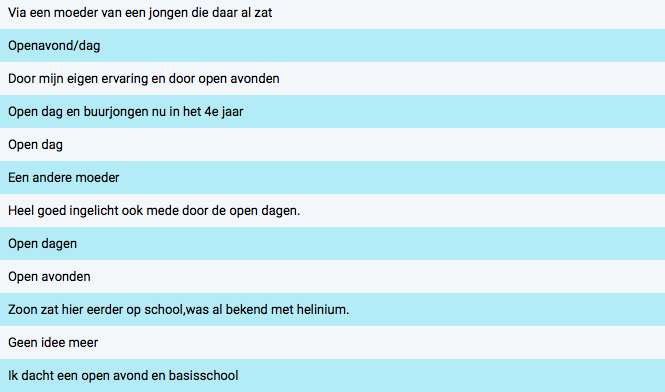 Via een moeder van een jongen die daar al zat
Openavond/dag
Door mijn eigen ervaring en door open avonden
Open dag en buurjongen nu in het 4e jaar
Open dag
Een andere moeder
Heel goed ingelicht ook mede door de open dagen.
Open dagen
Open avonden
Zoon zat hier eerder op school,was al bekend met helinium.
Geen idee meer
Ik dacht een open avond en basisschool